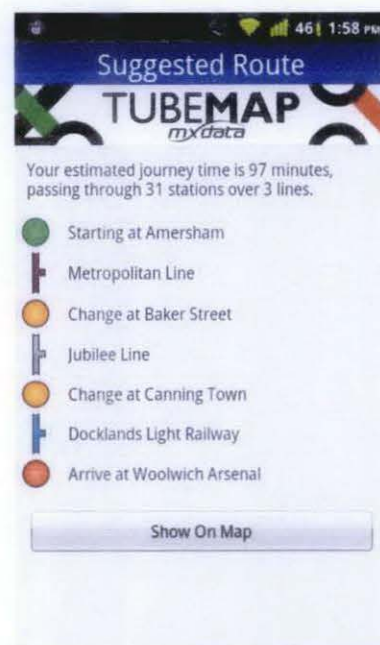 46 1:58 PM
Suggested Route
TUBEMAP
mxdata
Your estimated journey time is 97 minutes,
passing through 31 stations over 3 lines.
Starting at Amersham
Metropolitan Line
Change at Baker Street
Jubilee Line
Change at Canning Town
Docklands Light Railway
Arrive at Woolwich Arsenal
Show On Map